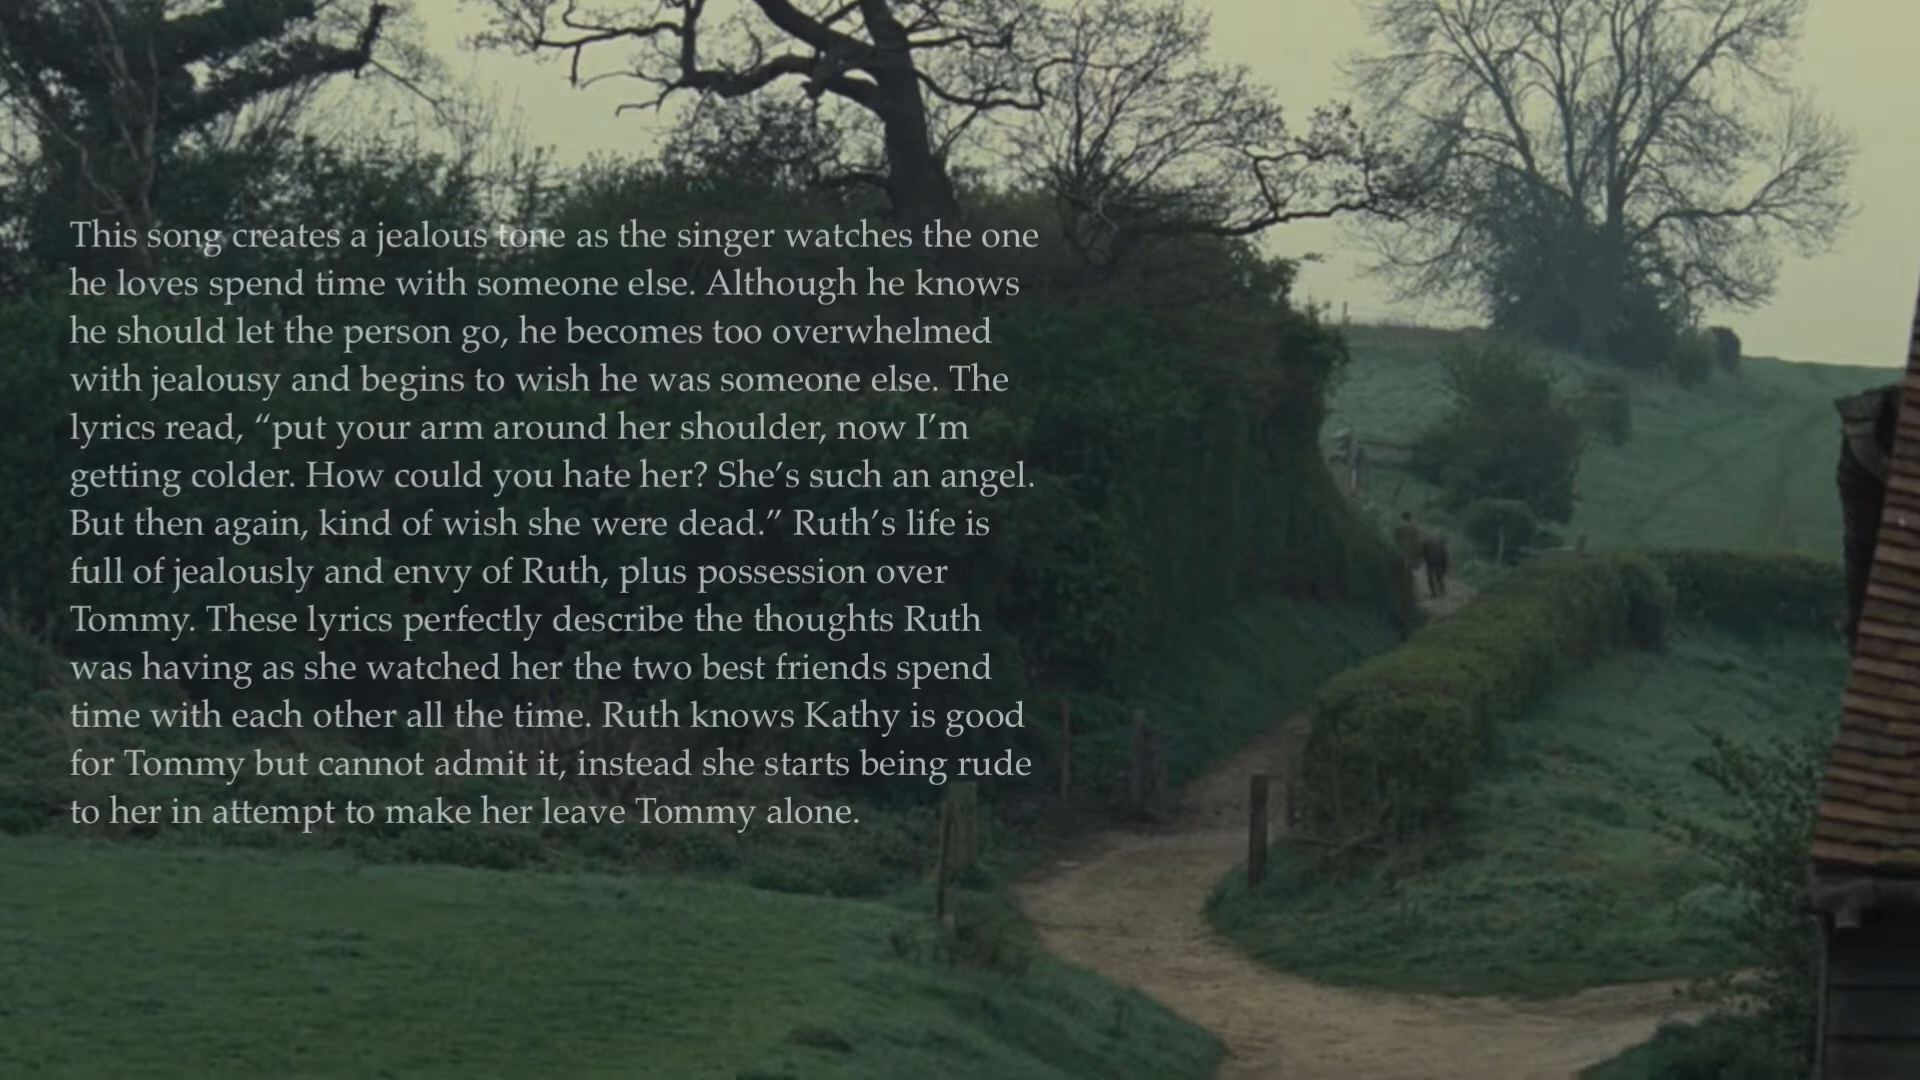 This song creates a jealous tone as the singer watches the one
he loves spend time with someone else. Although he knows
he should let the person go, he becomes too overwhelmed
with jealousy and begins to wish he was someone else. The
lyrics read, “put your arm around her shoulder, now I’m
getting colder. How could you hate her? She’s such an angel.
But then again, kind of wish she were dead.” Ruth’s life is
full of jealously and envy of Ruth, plus possession over
Tommy. These lyrics perfectly describe the thoughts Ruth
was having as she watched her the two best friends spend
time with each other all the time. Ruth knows Kathy is good
for Tommy but cannot admit it, instead she starts being rude
to her in attempt to make her leave Tommy alone.